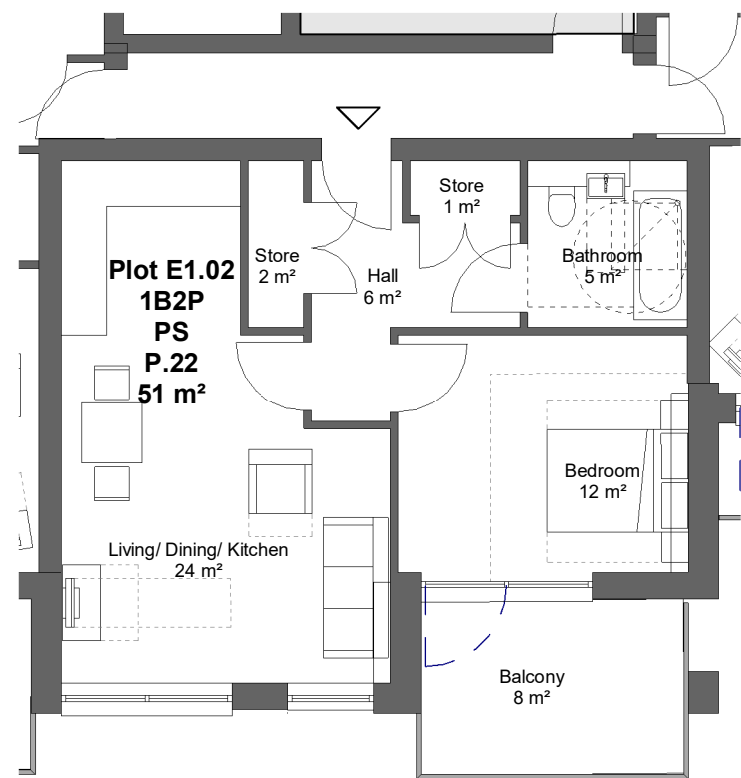 Store
1 m²
Plot E1.02
1B2P
PS
P.22
51 m²
Store
2 m²
Hall
6 m²
Bathroom
5 m²
Bedroom
12 m²
Living/ Dining/ Kitchen
24 m²
Balcony
8 m²